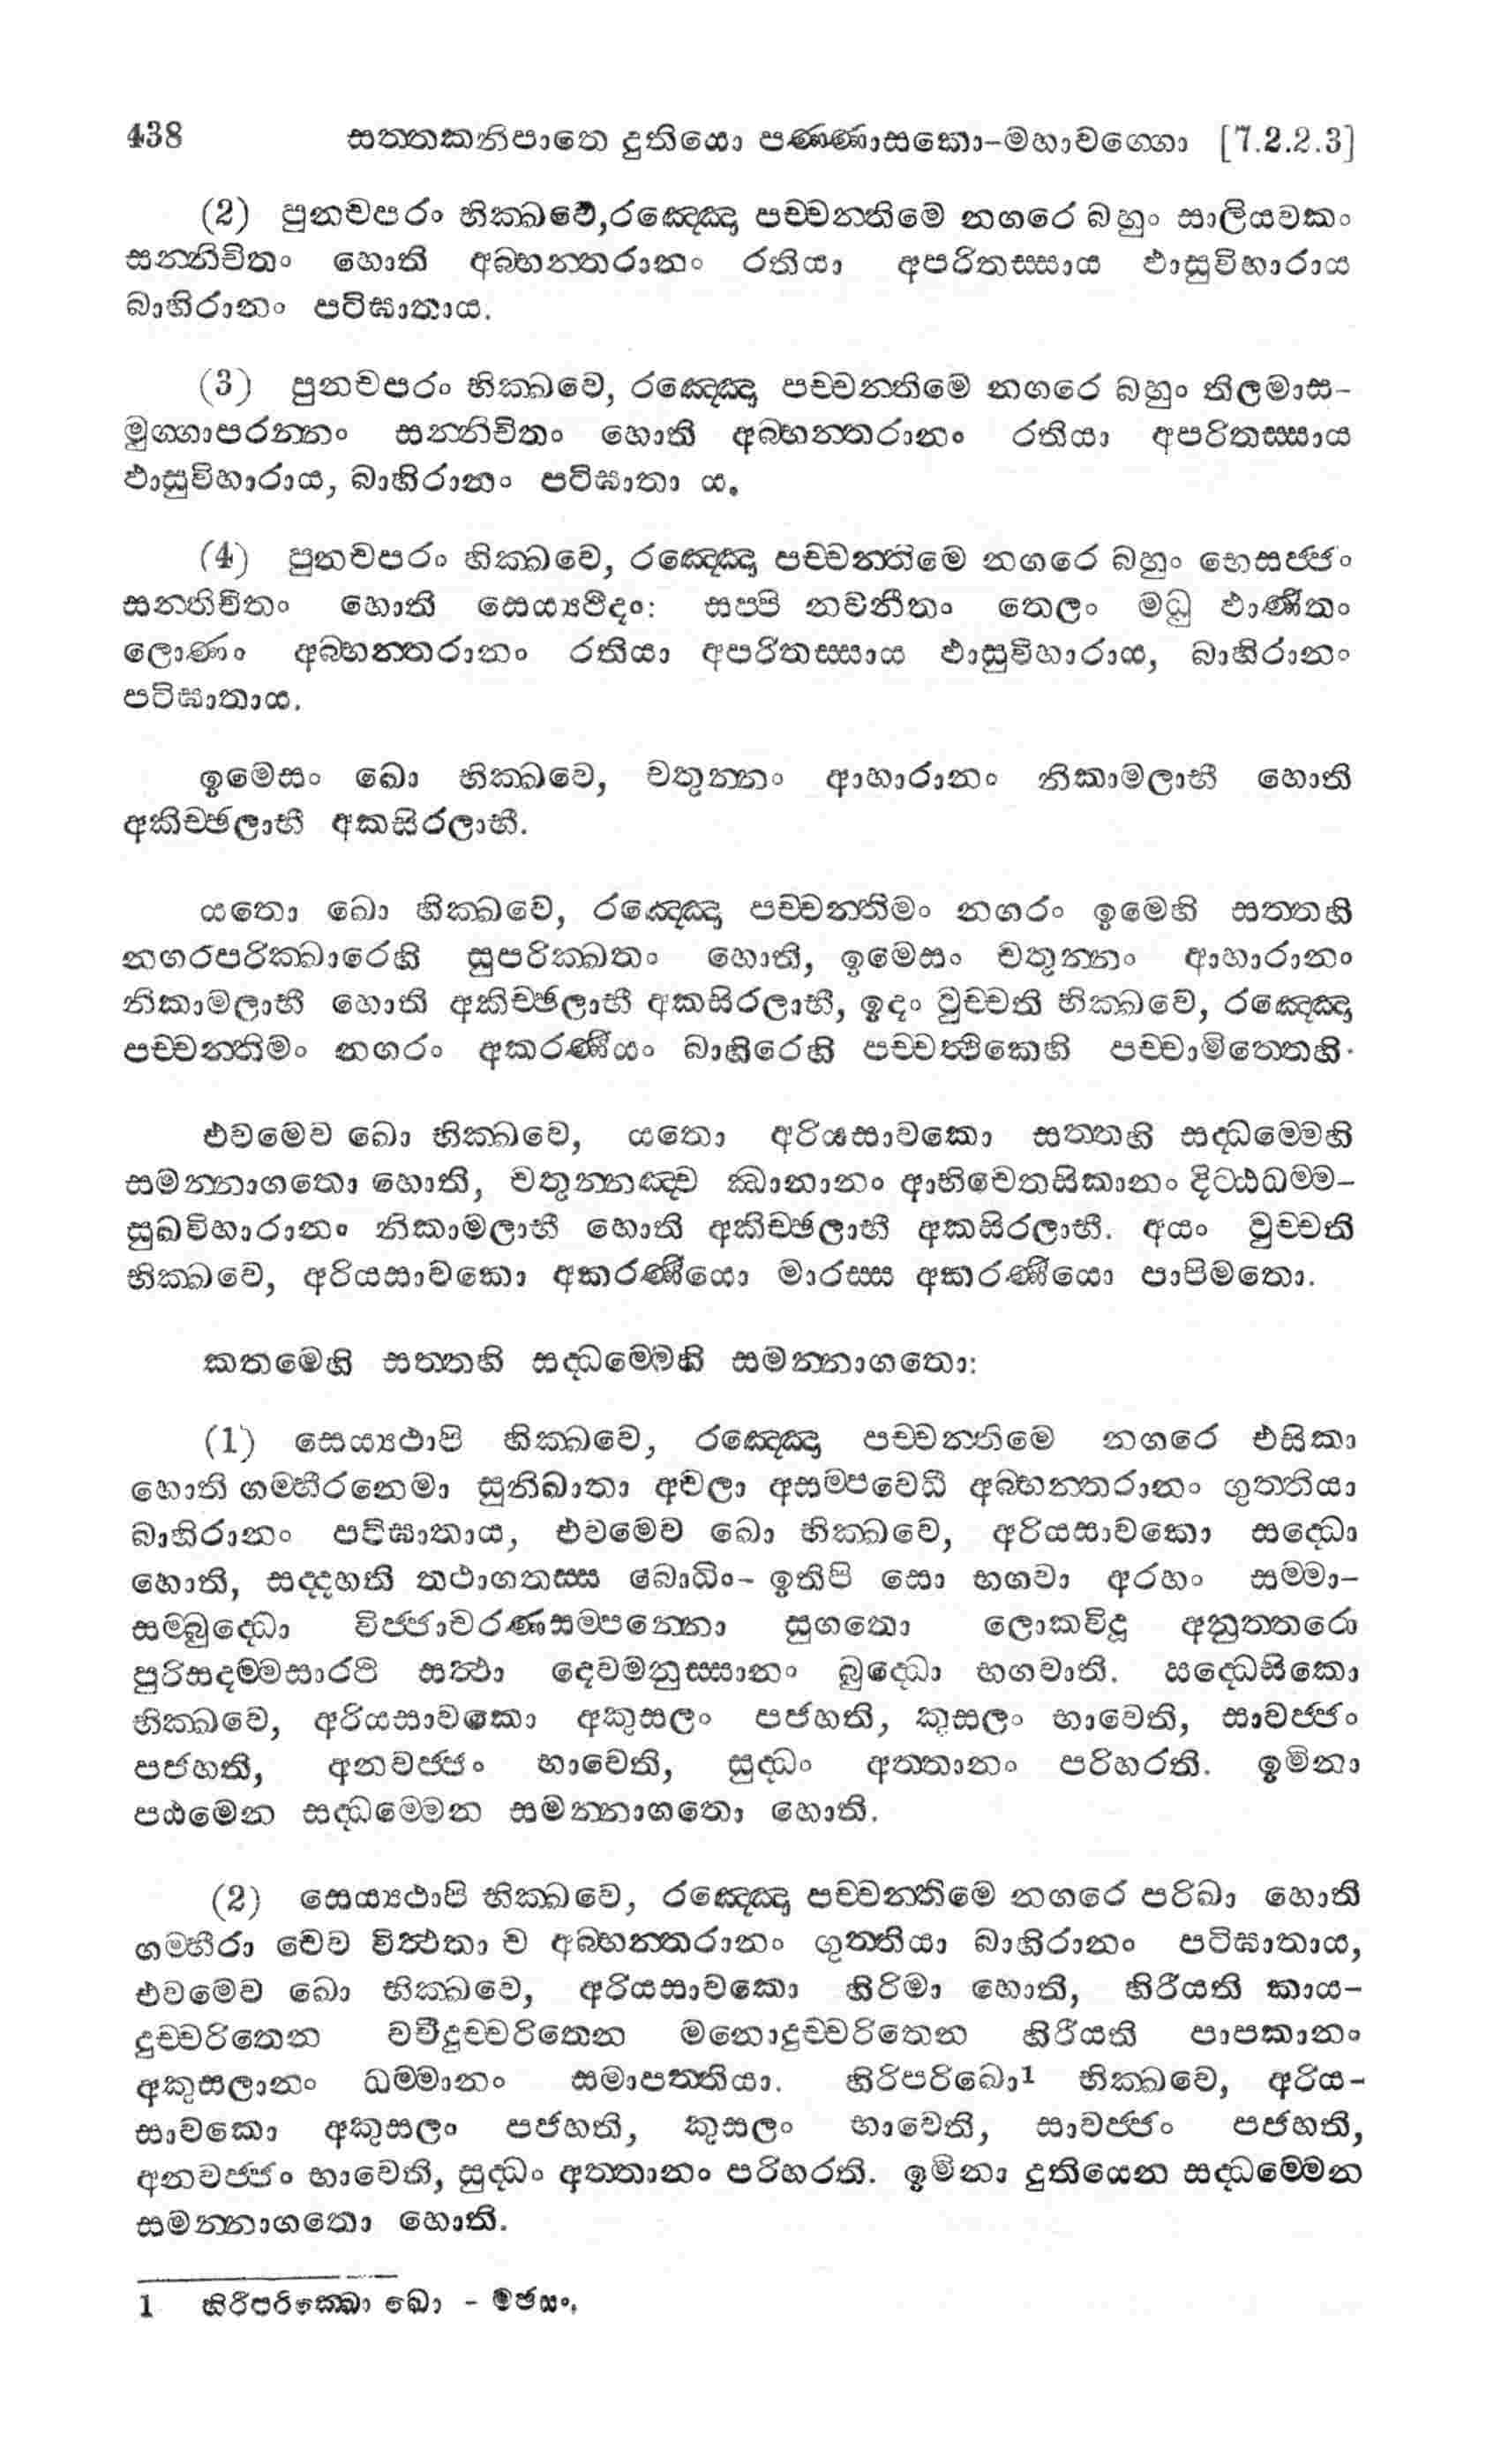 438 සත්තකනිපාතෙ දුතියො පණ්ණාසකො-මහාවග්ගො [7.2.2.3]
(2) පුනචපරං භික්ඛවෙ,රඤ්ඤො පච්චන්තිමෙ නගරෙ බහුං සාලියවකං
සන්නිචිතං හොති අබ්භන්තරානං රතියා අපරිතස්සාය ඵාසුවිහාරාය
බාහිරානං පටිඝාතාය.
(3) පුනචපරං භික්ඛවෙ, රඤ්ඤො පච්චන්තිමෙ නගරෙ බහුං තිලමාස-
මුග්ගාපරන්නං සන්නිචිතං හොති අබ්භන්තරානං රතියා අපරිතස්සාය
ඵාසුවිහාරාය, බාහිරානං පටිඝාතා ය.
(4) පුනචපරං භික්ඛවෙ, රඤ්ඤො පච්චන්තිමෙ නගරෙ බහුං භෙසජ්ජං
සන්නිචිතං හොති සෙය්‍යථීදං: සප්පි නවනීතං තෙලං මධු ඵාණිතං
ලොණං අබ්භන්තරානං රතියා අපරිතස්සාය ඵාසුවිහාරාය, බාහිරානං
පටිඝාතාය.
ඉමෙසං ඛො භික්ඛවෙ, චතුන්නං ආහාරානං නිකාමලාභී හොති
අකිච්ඡලාභී අකසිරලාභී.
යතො ඛො භික්ඛවෙ, රඤ්ඤො පච්චන්තිමං නගරං ඉමෙහි සත්තහි
නගරපරික්ඛාරෙහි සුපරික්ඛතං හොති, ඉමෙසං චතුන්නං ආහාරානං
නිකාමලාභී හොති අකිච්ඡලාභී අකසිරලාභී, ඉදං වුච්චති භික්ඛවෙ, රඤ්ඤො
පච්චන්තිමං නගරං අකරණීයං බාහිරෙහි පච්චත්ථිකෙහි පච්චාමිත්තෙහි.
එවමෙව ඛො භික්ඛවෙ, යතො අරියසාවකො සත්තහි සද්ධම්මෙහි
සමන්නාගතො හොති, චතුන්නඤ්ච ඣානානං ආභිචෙතසිකානං දිට්ඨධම්ම-
සුඛවිහාරානං නිකාමලාභී හොති අකිච්ඡලාභී අකසිරලාභී. අයං වුච්චති
භික්ඛවෙ, අරියසාවකො අකරණීයො මාරස්ස අකරණීයො පාපිමතො.
කතමෙහි සත්තහි සද්ධම්මෙහි සමන්නාගතො:
(1) සෙය්‍යථාපි භික්ඛවෙ, රඤ්ඤො පච්චන්තිමෙ නගරෙ එසිකා
හොති ගම්භීරනෙමා සුනිඛාතා අචලා අසම්පවෙධී අබ්භන්තරානං ගුත්තියා
බාහිරානං පටිඝාතාය, එවමෙව ඛො භික්ඛවෙ, අරියසාවකො සද්ධො
හොති, සද්දහති තථාගතස්ස බොධිං- ඉතිපි සො භගවා අරහං සම්මා-
සම්බුද්ධො විජ්ජාචරණසම්පන්නො සුගතො ලොකවිදූ අනුත්තරො
පුරිසදම්මසාරථි සත්ථා දෙවමනුස්සානං බුද්ධො භගවාති. සද්ධෙසිකො
භික්ඛවෙ, අරියසාවකො අකුසලං පජහති, කුසලං භාවෙති, සාවජ්ජං
පජහති, අනවජ්ජං භාවෙති, සුද්ධං අත්තානං පරිහරති. ඉමිනා
පඨමෙන සද්ධම්මෙන සමන්නාගතො හොති.
(2) සෙය්‍යථාපි භික්ඛවෙ, රඤ්ඤො පච්චන්තිමෙ නගරෙ පරිඛා හොති
ගම්භීරා චෙව විත්ථතා ච අබ්භන්තරානං ගුත්තියා බාහිරානං පටිඝාතාය,
එවමෙව ඛො භික්ඛවෙ, අරියසාවකො හිරිමා හොති, හිරීයති කාය-
දුච්චරිතෙන වචීදුච්චරිතෙන මනොදුච්චරිතෙන හිරීයති පාපකානං
අකුසලානං ධම්මානං සමාපත්තියා. හිරිපරිඛො1 භික්ඛවෙ, අරිය-
සාවකො අකුසලං පජහති, කුසලං භාවෙති, සාවජ්ජං පජහති,
අනවජ්ජං භාවෙති, සුද්ධං අත්තානං පරිහරති. ඉමිනා දුතියෙන සද්ධම්මෙන
සමන්නාගතො හොති.
1 හිරීපරික්ඛො ඛො - මඡසං.